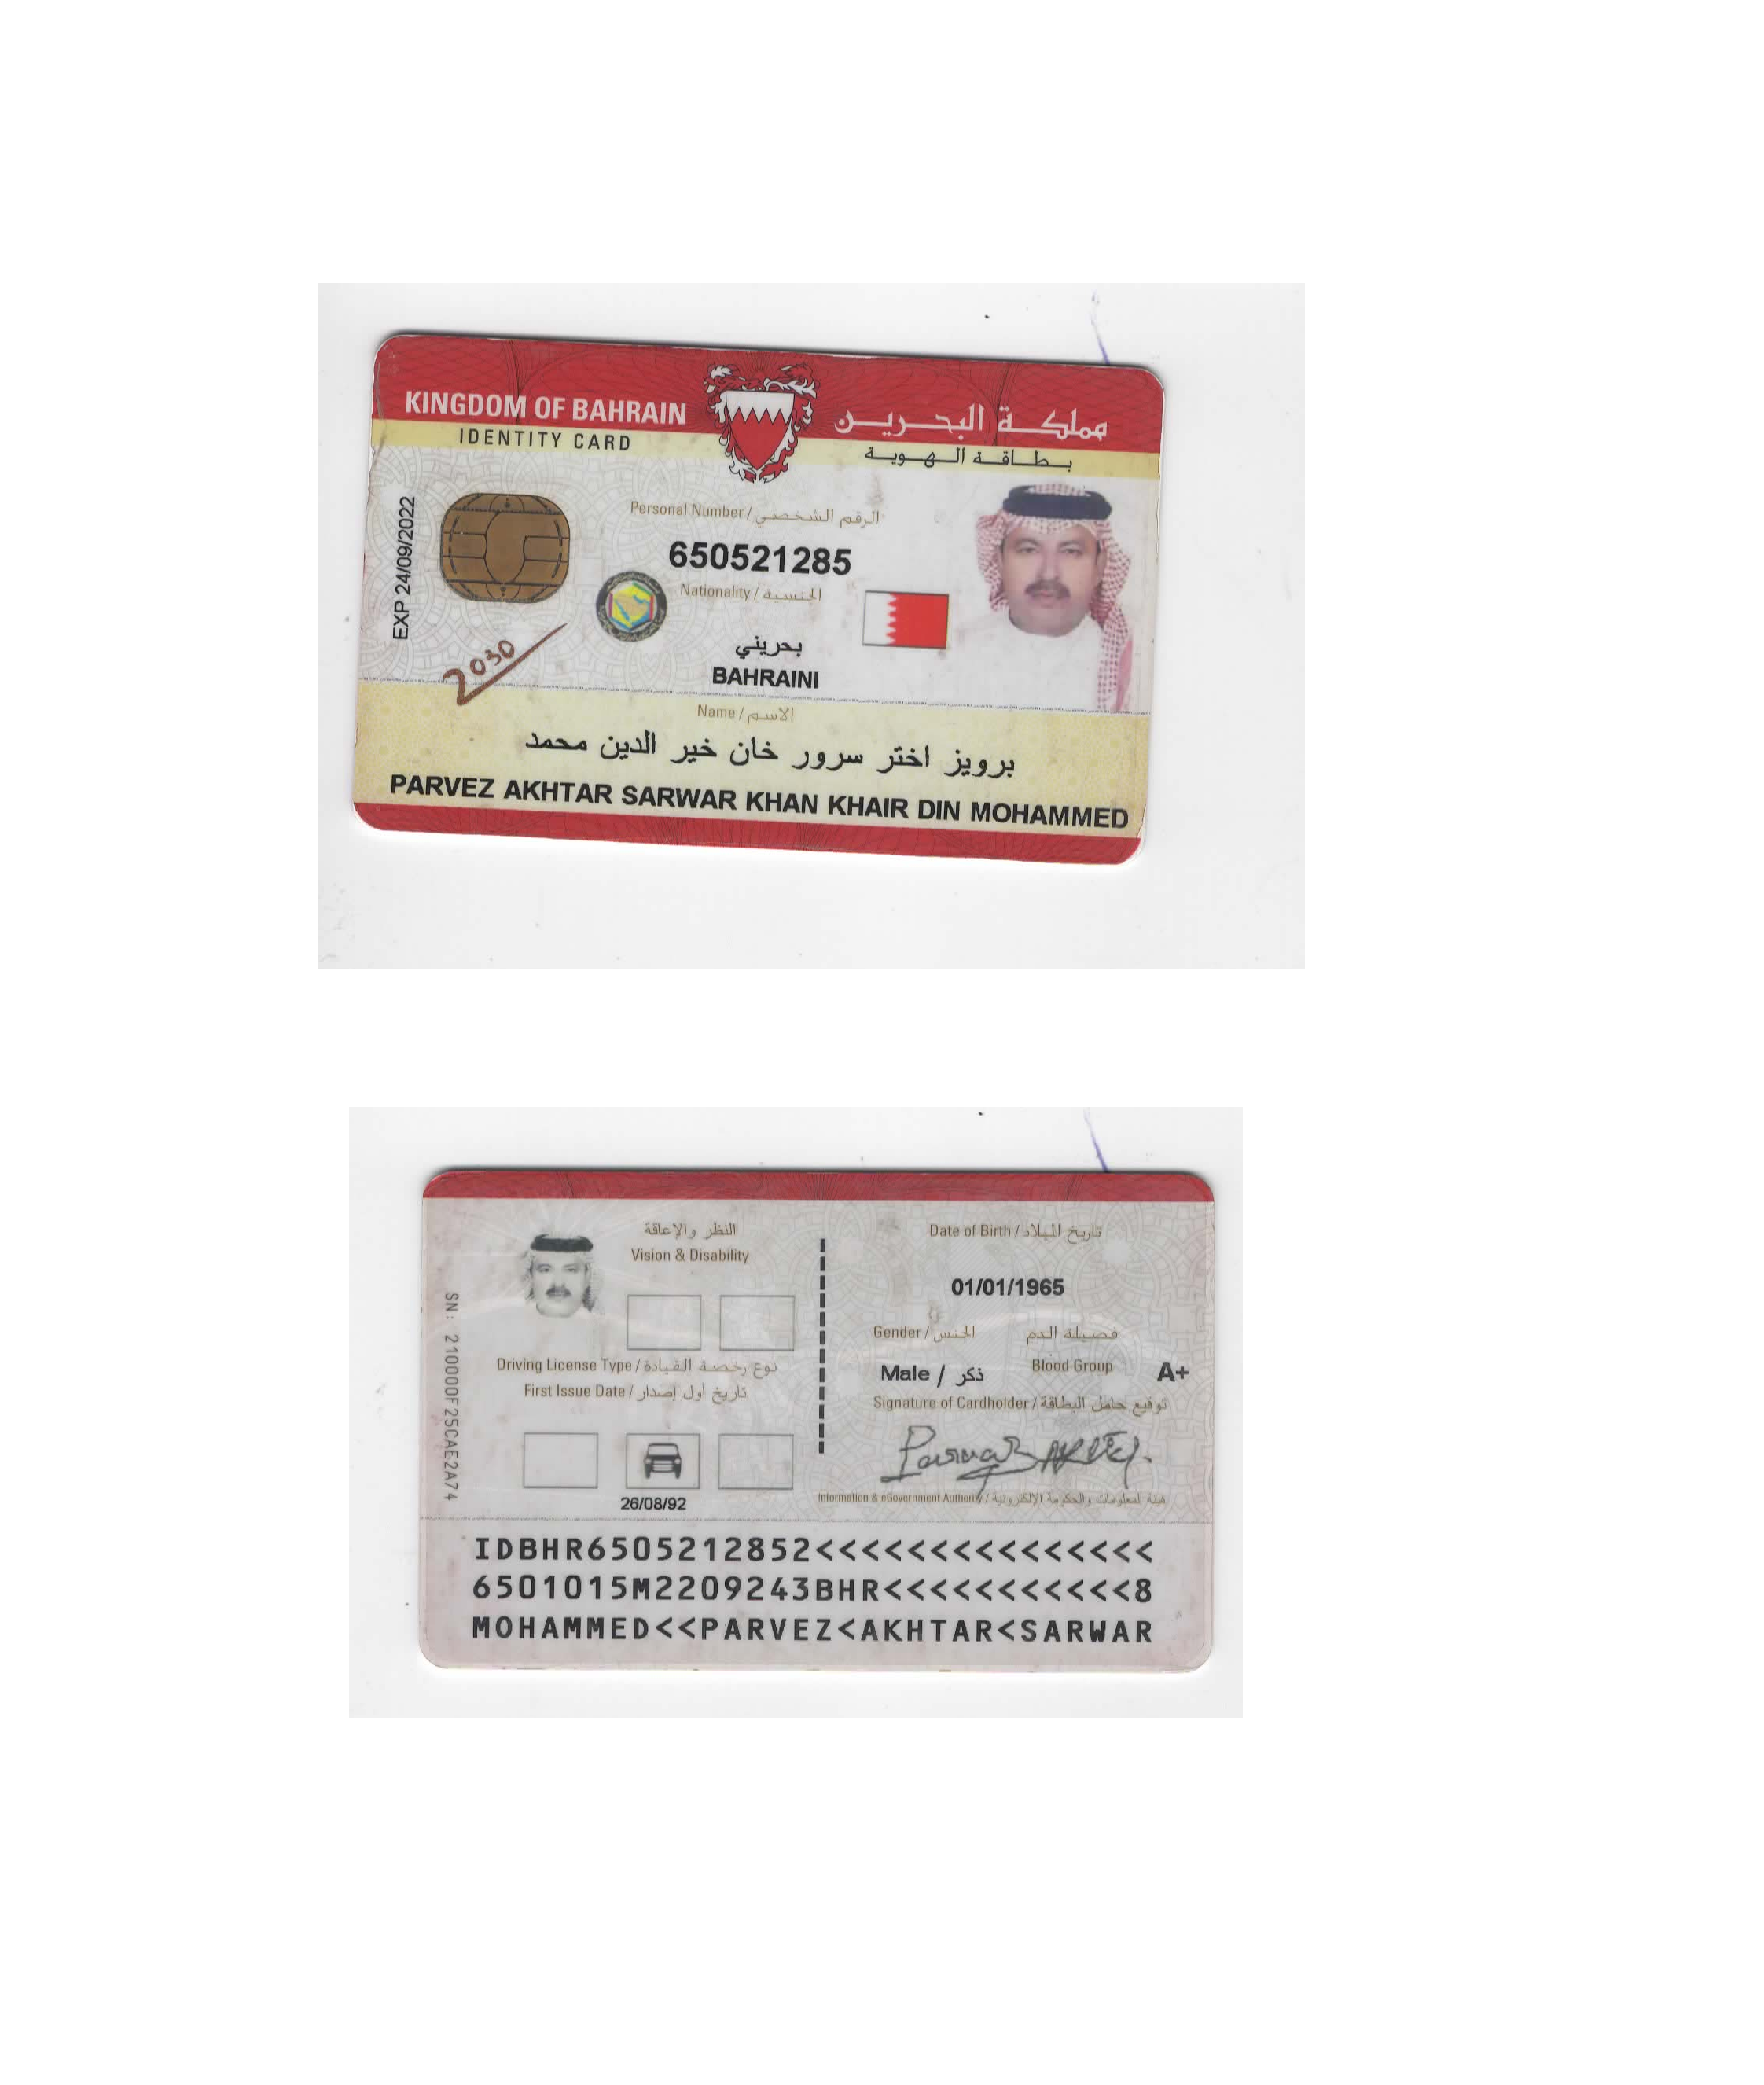 KINGDOM OF BAHRAIN
مملكة البحرين
IDENTITY CARD
بطاقة الهوية
Personal Number / الرقم الشخصي
650521285
EXP 24/09/2022
Nationality / الجنسية
بحريني
BAHRAINI
2030
Name / الاسم
برويز اختر سرور خان خير الدين محمد
PARVEZ AKHTAR SARWAR KHAN KHAIR DIN MOHAMMED
النظر والإعاقة
Vision & Disability
SN: 210000F25CAE2A74
Driving License Type / نوع رخصة القيادة
First Issue Date / تاريخ أول إصدار
26/08/92
Date of Birth / تاريخ الميلاد
01/01/1965
Gender / الجنس
فصيلة الدم
Male / ذكر
Blood Group
A+
Signature of Cardholder / توقيع حامل البطاقة
Information & eGovernment Authority / هيئة المعلومات والحكومة الإلكترونية
IDBHR6505212852<<<<<<<<<<<<<<<
6501015M2209243BHR<<<<<<<<<<<8
MOHAMMED<<PARVEZ<AKHTAR<SARWAR